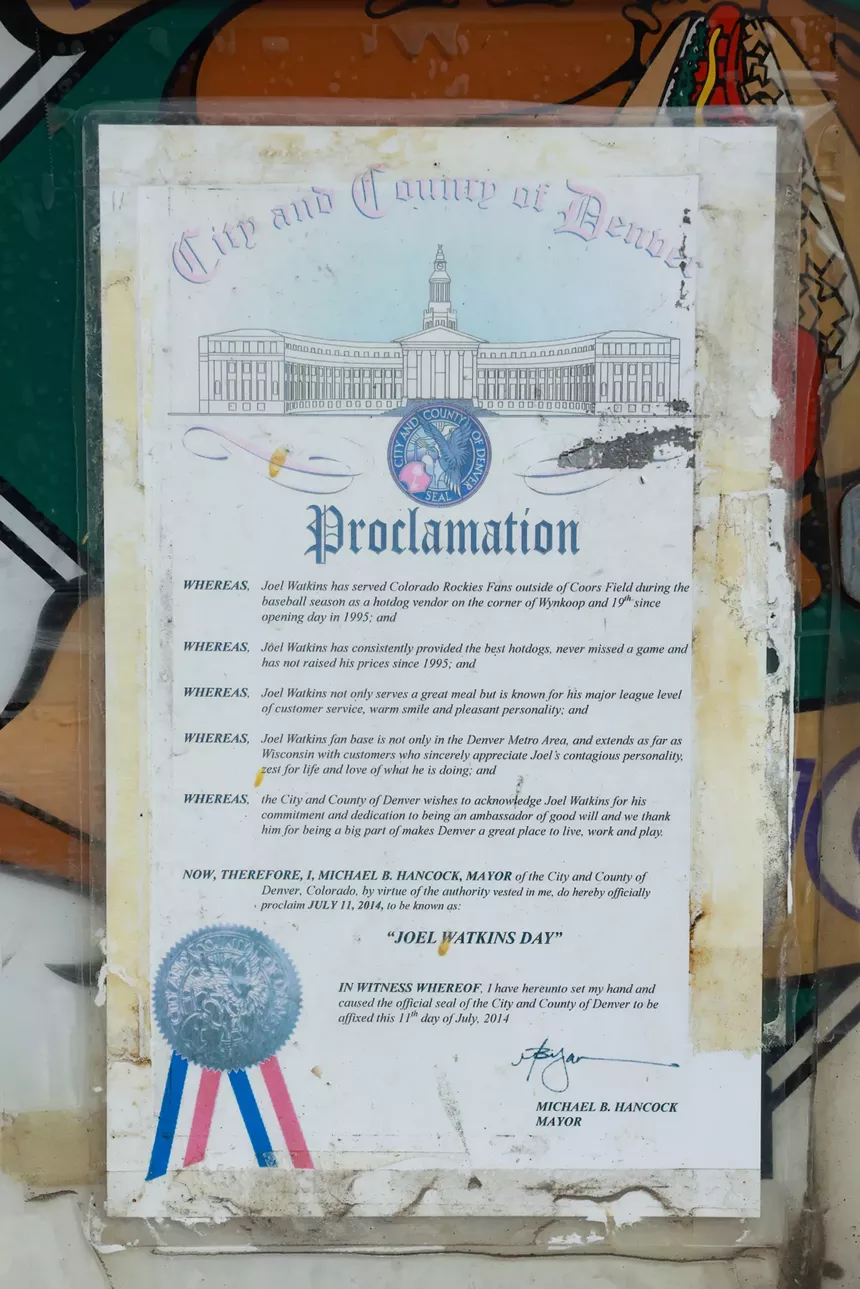 City and County of Denver
CITY AND COUNTY OF DENVER
SEAL
Proclamation
WHEREAS, Joel Watkins has served Colorado Rockies Fans outside of Coors Field during the
baseball season as a hotdog vendor on the corner of Wynkoop and 19th since
opening day in 1995; and
WHEREAS, Joel Watkins has consistently provided the best hotdogs, never missed a game and
has not raised his prices since 1995; and
WHEREAS, Joel Watkins not only serves a great meal but is known for his major league level
of customer service, warm smile and pleasant personality; and
WHEREAS, Joel Watkins fan base is not only in the Denver Metro Area, and extends as far as
Wisconsin with customers who sincerely appreciate Joel's contagious personality,
zest for life and love of what he is doing; and
WHEREAS, the City and County of Denver wishes to acknowledge Joel Watkins for his
commitment and dedication to being an ambassador of good will and we thank
him for being a big part of makes Denver a great place to live, work and play.
NOW, THEREFORE, I, MICHAEL B. HANCOCK, MAYOR of the City and County of
Denver, Colorado, by virtue of the authority vested in me, do hereby officially
proclaim JULY 11, 2014, to be known as:
"JOEL WATKINS DAY"
IN WITNESS WHEREOF, I have hereunto set my hand and
caused the official seal of the City and County of Denver to be
affixed this 11th day of July, 2014
MICHAEL B. HANCOCK
MAYOR